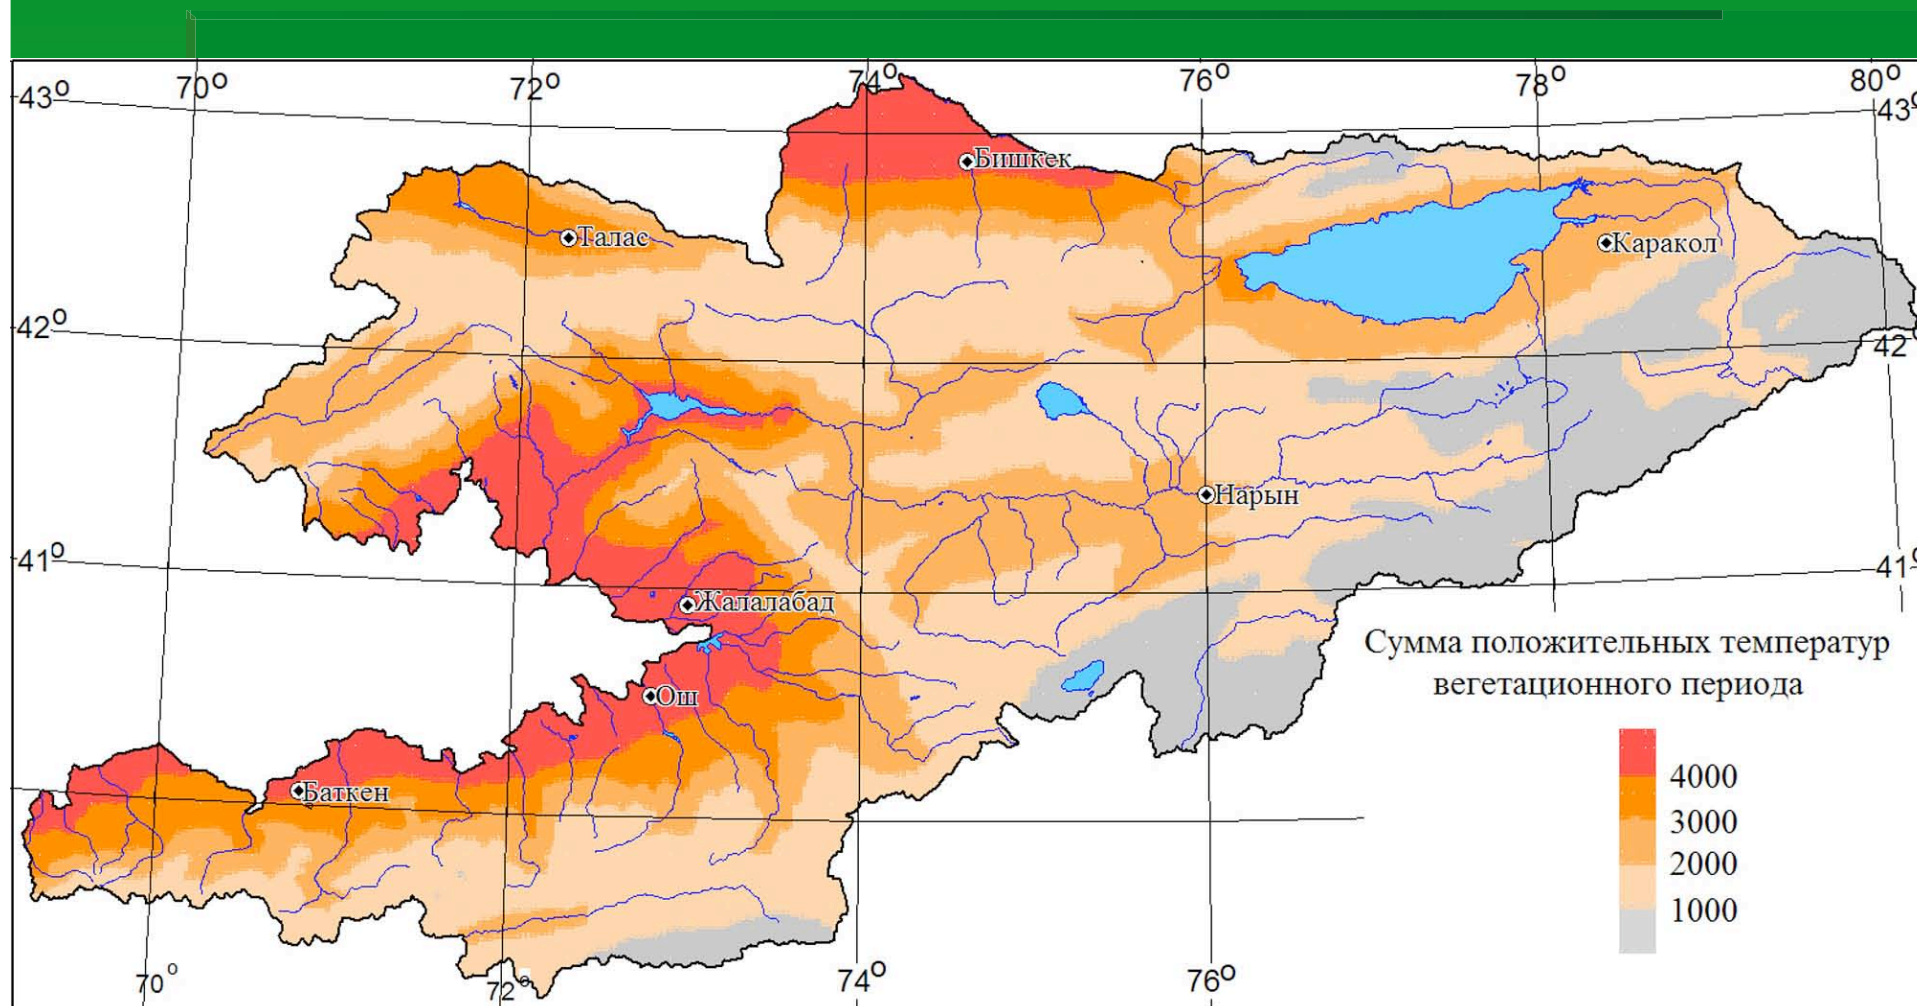 70° 72° 74° 76° 78° 80°
43° 43°
Бишкек
Талас
Каракол
42° 42°
Нарын
41° 41°
Жалалабад
Сумма положительных температур
вегетационного периода
Ош
4000
Баткен
3000
2000
1000
70° 72° 74° 76°